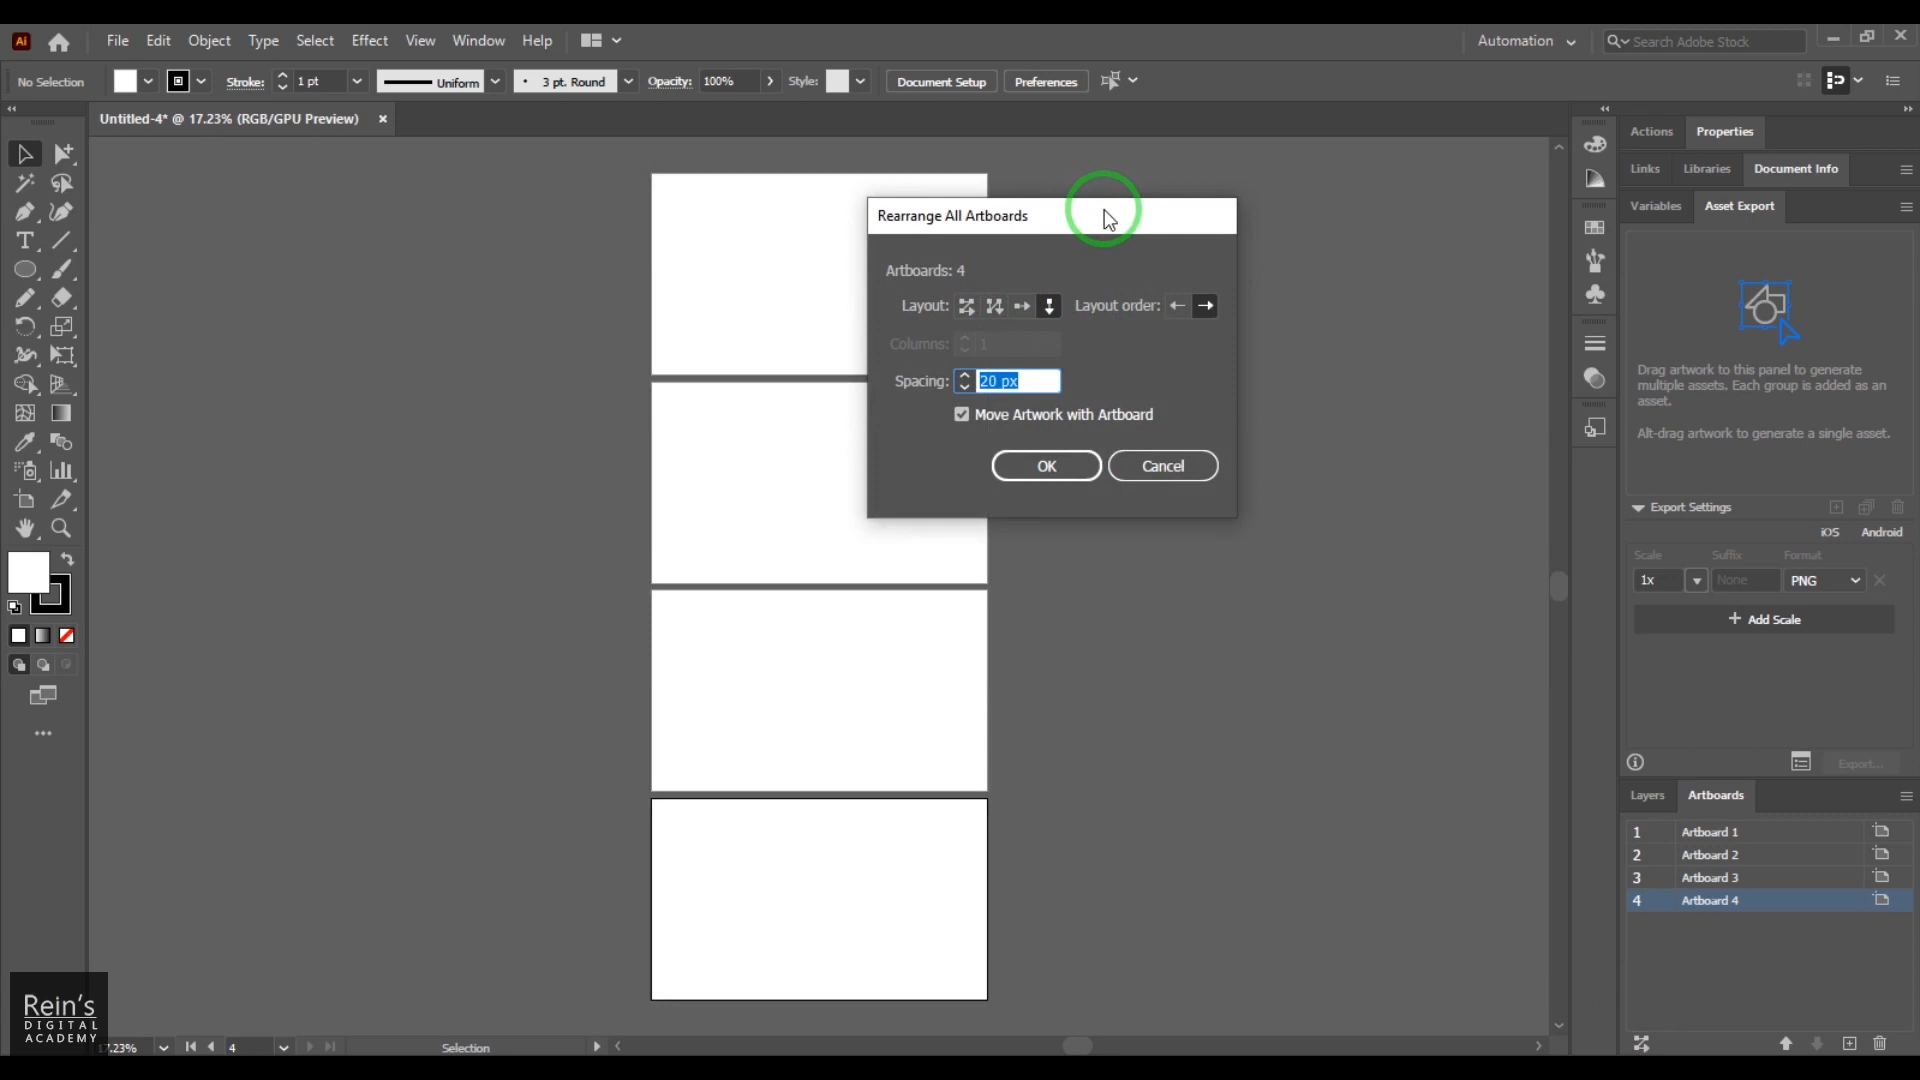 Ai File Edit Object Type Select Effect View Window Help Automation Search Adobe Stock
No Selection Stroke: 1 pt Uniform 3 pt. Round Opacity: 100% Style: Document Setup Preferences
Untitled-4* @ 17.23% (RGB/GPU Preview)
Actions Properties
Links Libraries Document Info
Variables Asset Export
Rearrange All Artboards
Artboards: 4
Layout: Layout order:
Columns: 1
Spacing: 20 px
Move Artwork with Artboard
OK Cancel
Drag artwork to this panel to generate
multiple assets. Each group is added as an
asset.
Alt-drag artwork to generate a single asset.
Export Settings
iOS Android
Scale Suffix Format
1x None PNG
Add Scale
Export...
Layers Artboards
1 Artboard 1
2 Artboard 2
3 Artboard 3
4 Artboard 4
Rein's
DIGITAL
ACADEMY
17.23% 4 Selection